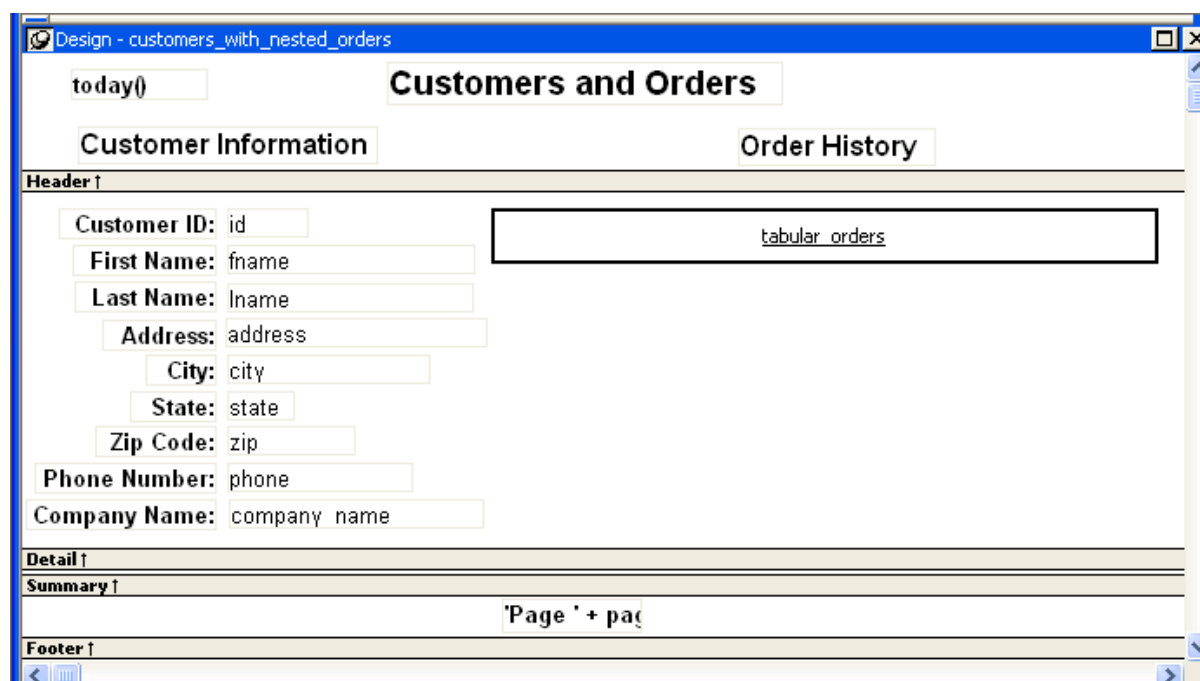 Design - customers_with_nested_orders
today() Customers and Orders
Customer Information Order History
Header ↑
Customer ID: id tabular_orders
First Name: fname
Last Name: lname
Address: address
City: city
State: state
Zip Code: zip
Phone Number: phone
Company Name: company_name
Detail ↑
Summary ↑
'Page ' + pag
Footer ↑